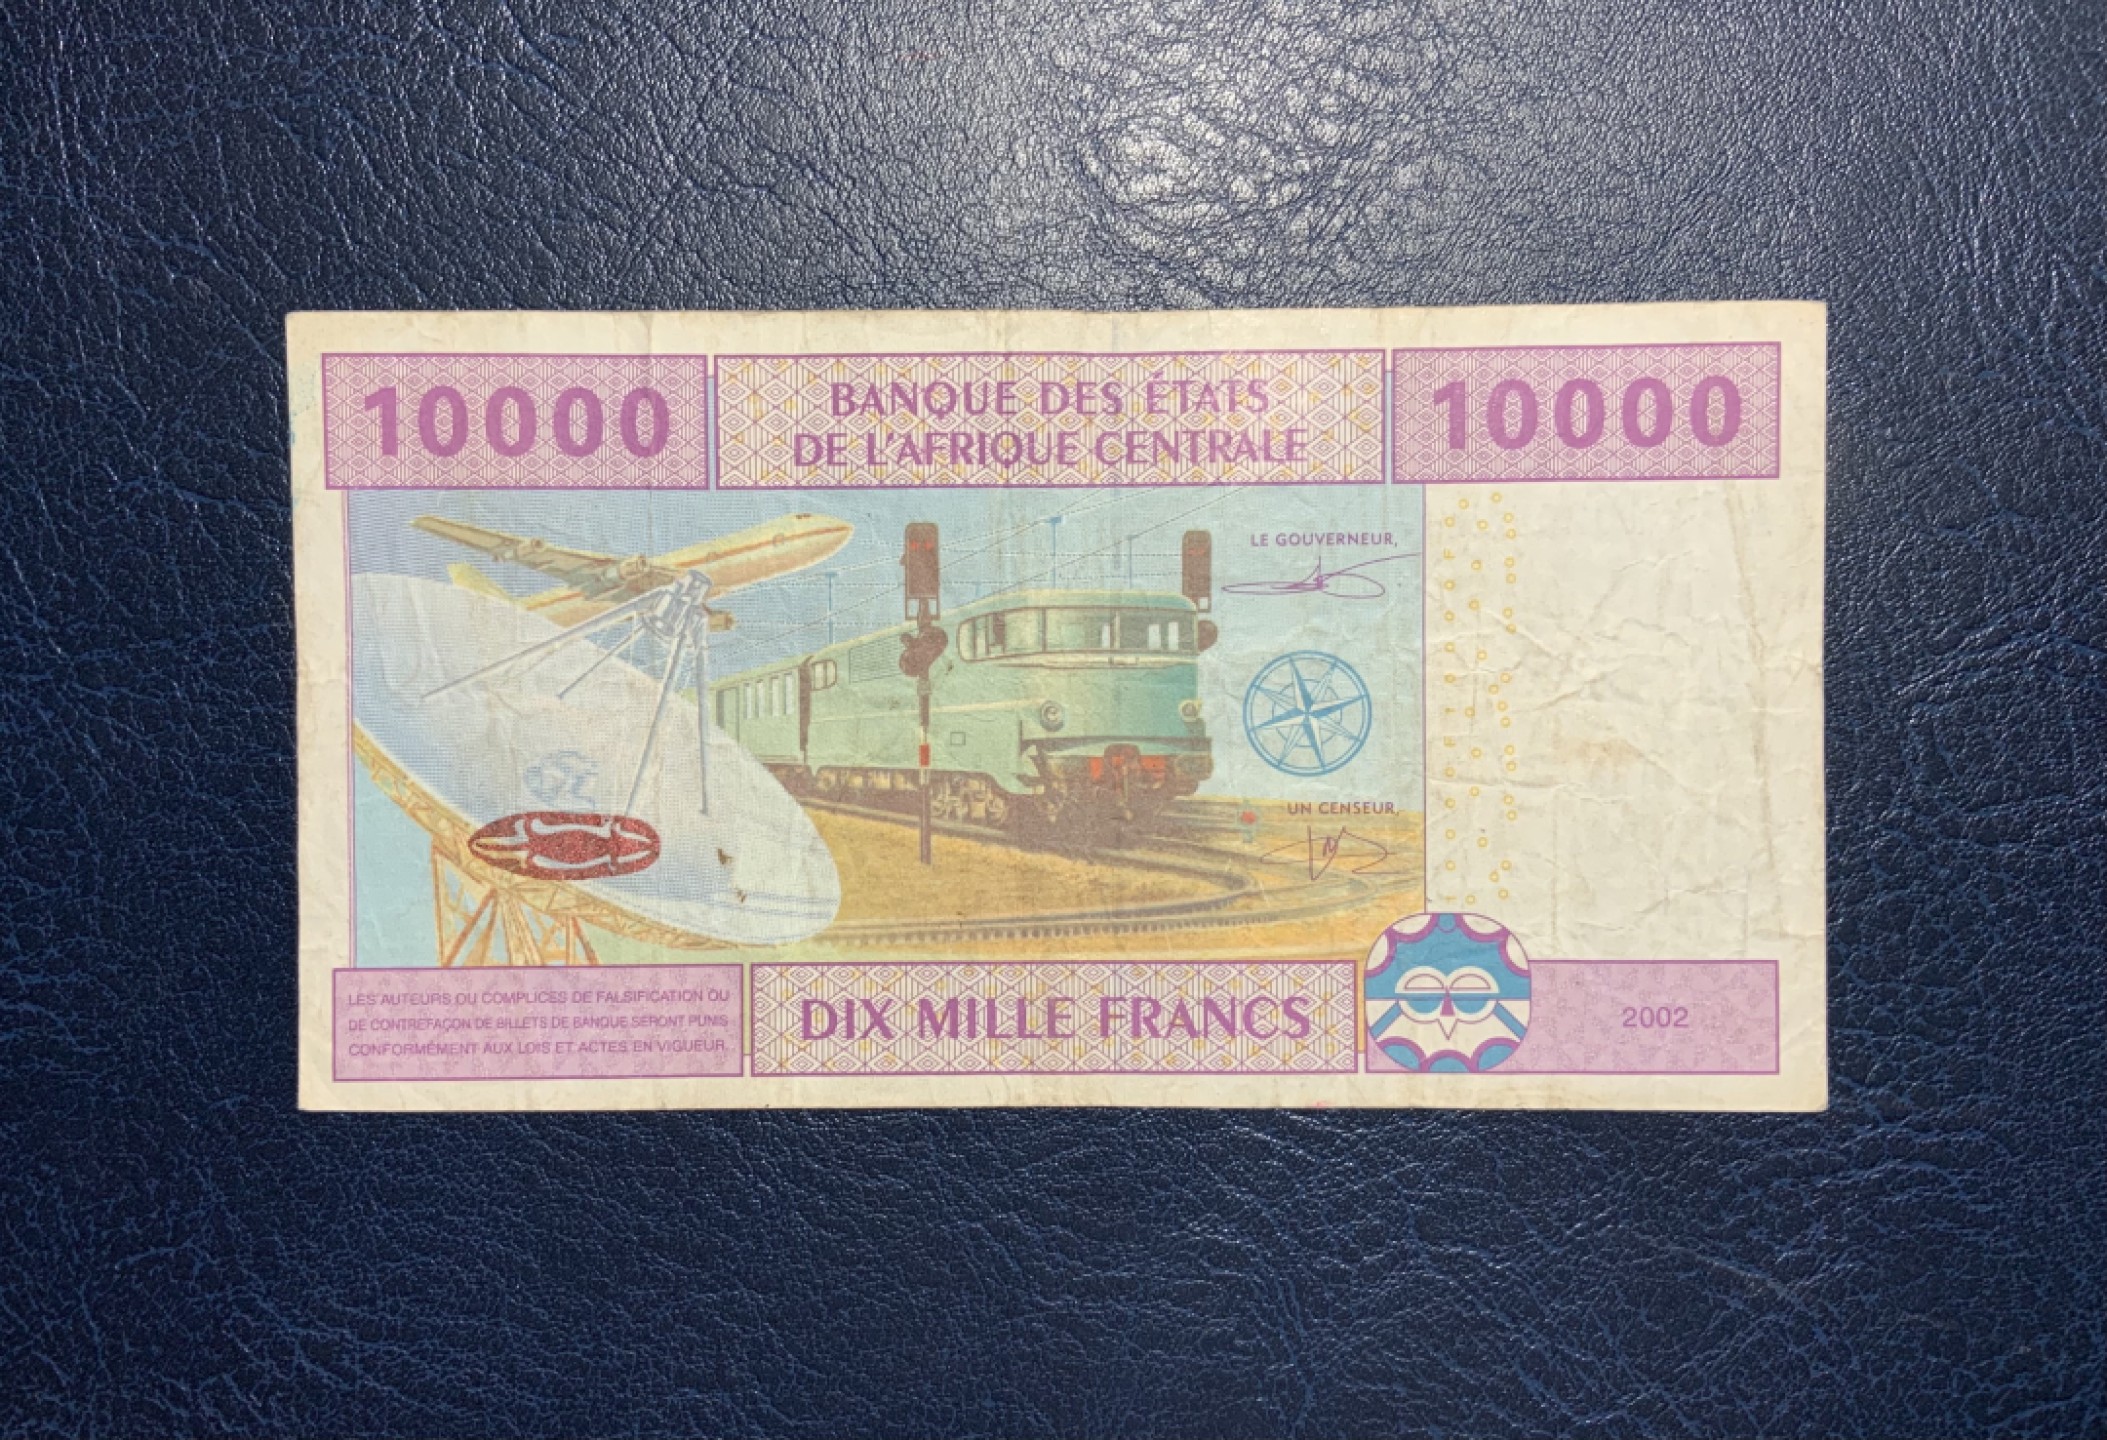 10000
BANQUE DES ÉTATS
DE L'AFRIQUE CENTRALE
10000
LE GOUVERNEUR,
UN CENSEUR,
LES AUTEURS OU COMPLICES DE FALSIFICATION OU
DE CONTREFAÇON DE BILLETS DE BANQUE SERONT PUNIS
CONFORMÉMENT AUX LOIS ET ACTES EN VIGUEUR.
DIX MILLE FRANCS
2002